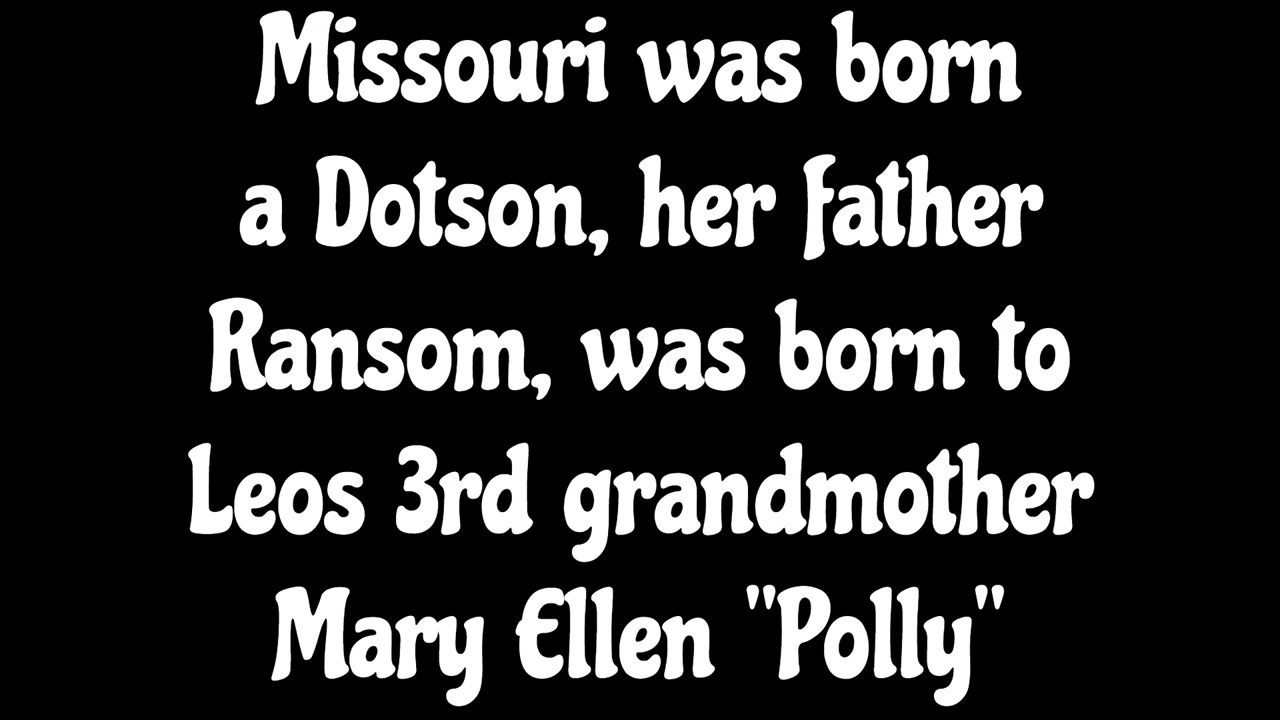 Missouri was born
a Dotson, her father
Ransom, was born to
Leos 3rd grandmother
Mary Ellen "Polly"